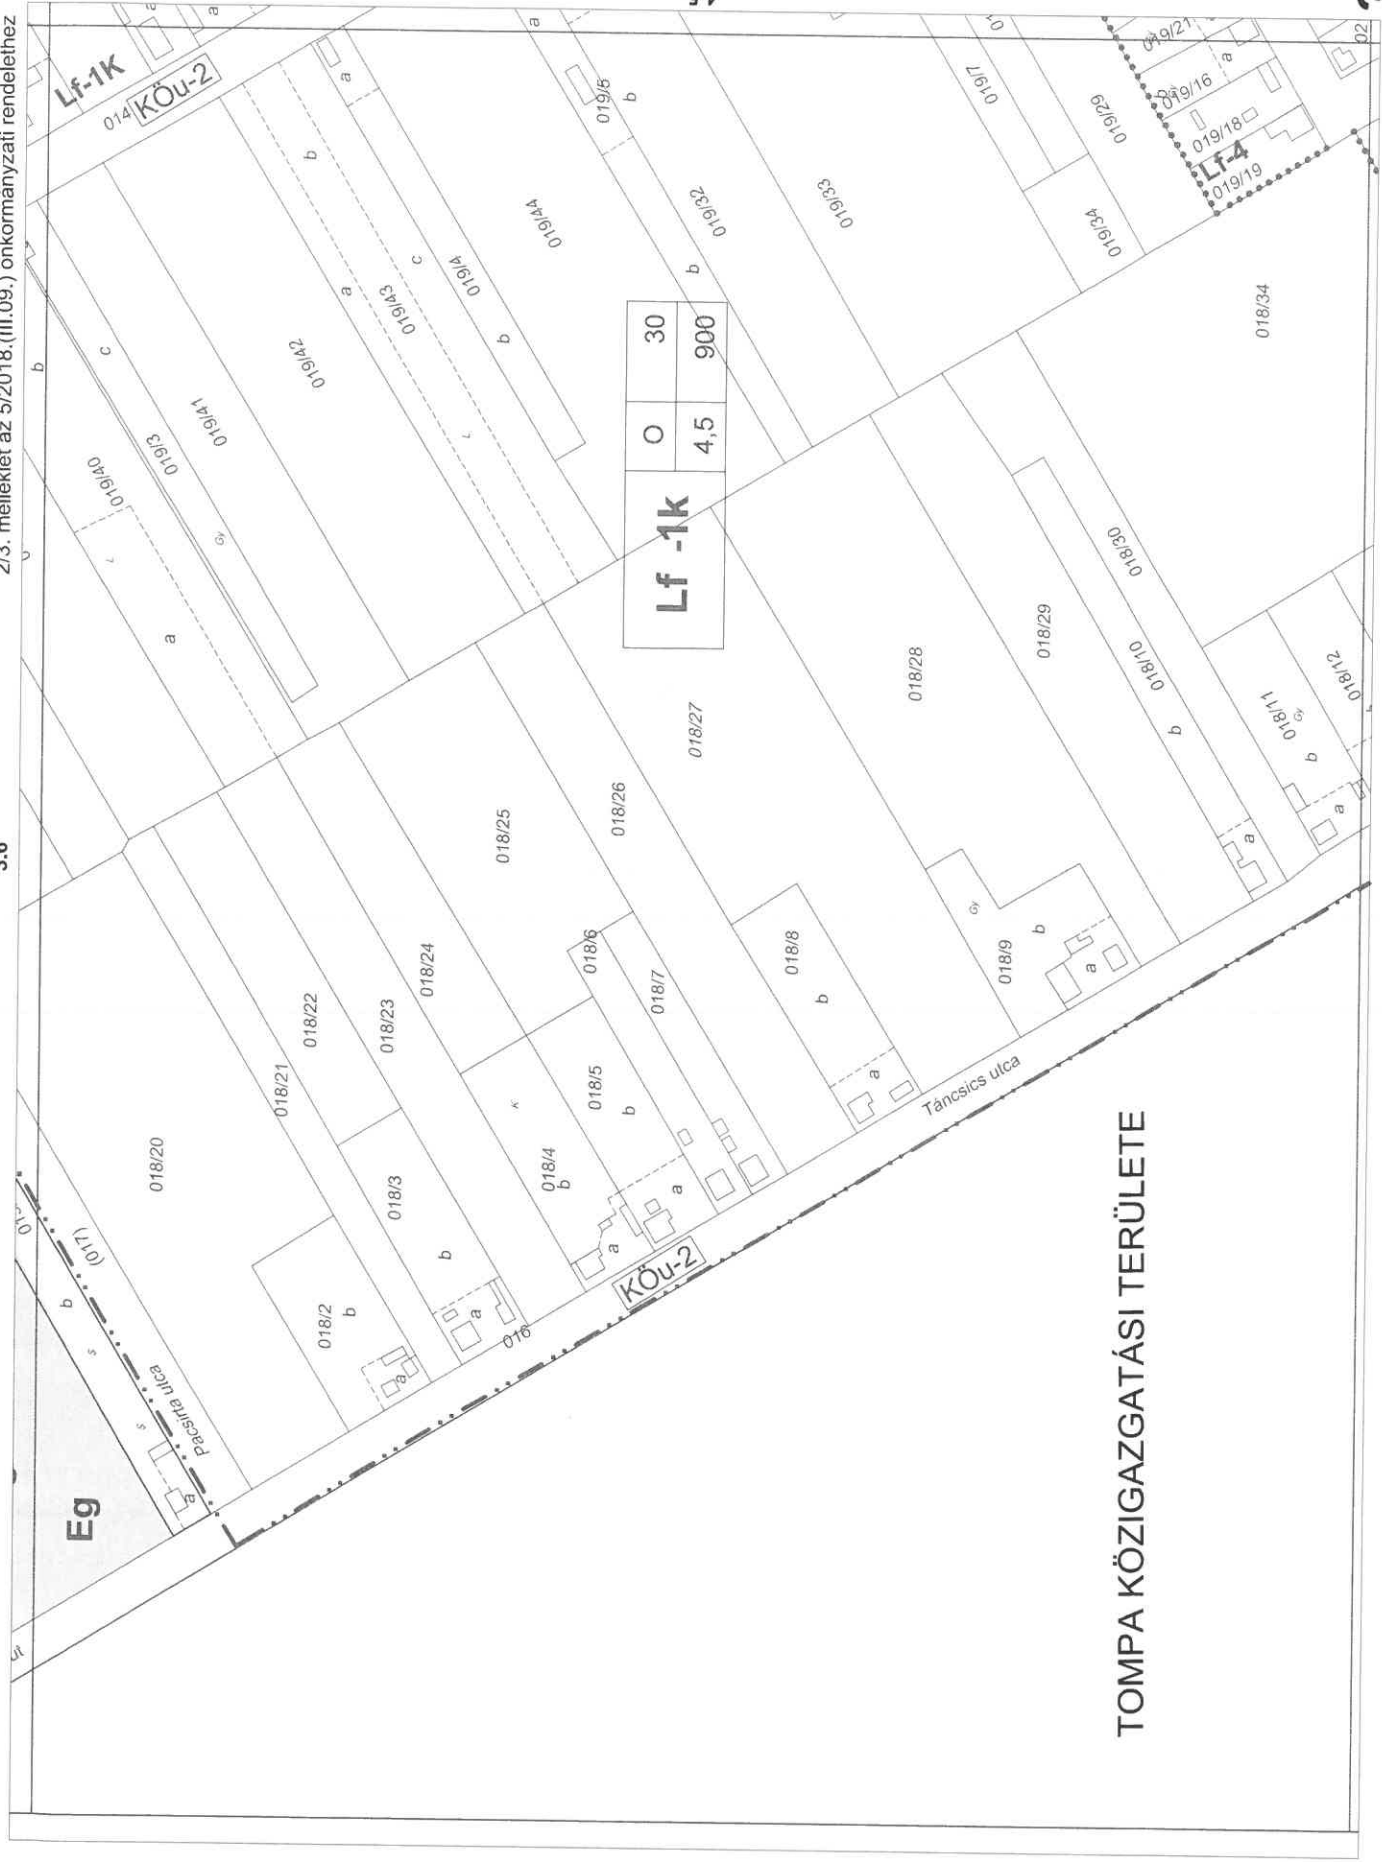 2/3. melléklet az 5/2018.(III.09.) önkormányzati rendelethez
Lf-1K
014
KÖu-2
a
a
a
b
a
019/5
b
019/7
019/29
019/21
019/16
a
019/18
Lf-4
019/19
02
b
c
019/3
019/41
019/40
a
Gy
019/42
b
a
019/43
c
019/4
b
019/44
019/32
b
019/33
019/34
018/34
Lf -1k
O
30
4,5
900
018/20
018/21
018/22
018/23
018/24
018/25
018/26
018/27
018/28
018/29
018/10
b
a
018/30
018/11
Gy
b
a
018/12
018/2
b
a
018/3
b
a
018/4
b
a
K
018/5
b
a
018/6
018/7
018/8
b
a
018/9
Gy
b
a
016
KÖu-2
Táncsics utca
(017)
b
s
s
a
Pacsirta utca
Eg
út
TOMPA KÖZIGAZGATÁSI TERÜLETE